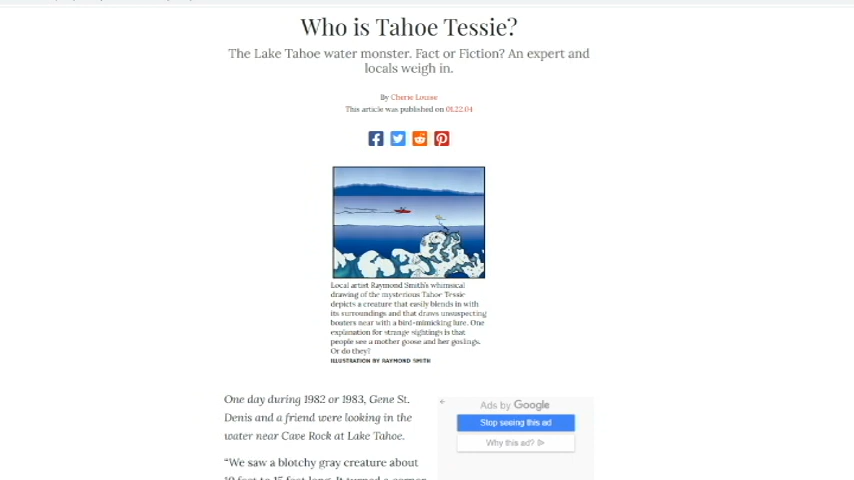 Who is Tahoe Tessie?
The Lake Tahoe water monster. Fact or Fiction? An expert and
locals weigh in.
By Cherie Louise
This article was published on 01.22.04
Local artist Raymond Smith's whimsical
drawing of the mysterious Tahoe Tessie
depicts a creature that easily blends in with
its surroundings and that draws unsuspecting
boaters near with a bird-mimicking lure. One
explanation for strange sightings is that
people see a mother goose and her goslings.
Or do they?
ILLUSTRATION BY RAYMOND SMITH
One day during 1982 or 1983, Gene St.
Denis and a friend were looking in the
water near Cave Rock at Lake Tahoe.
"We saw a blotchy gray creature about
Ads by Google
Stop seeing this ad
Why this ad?